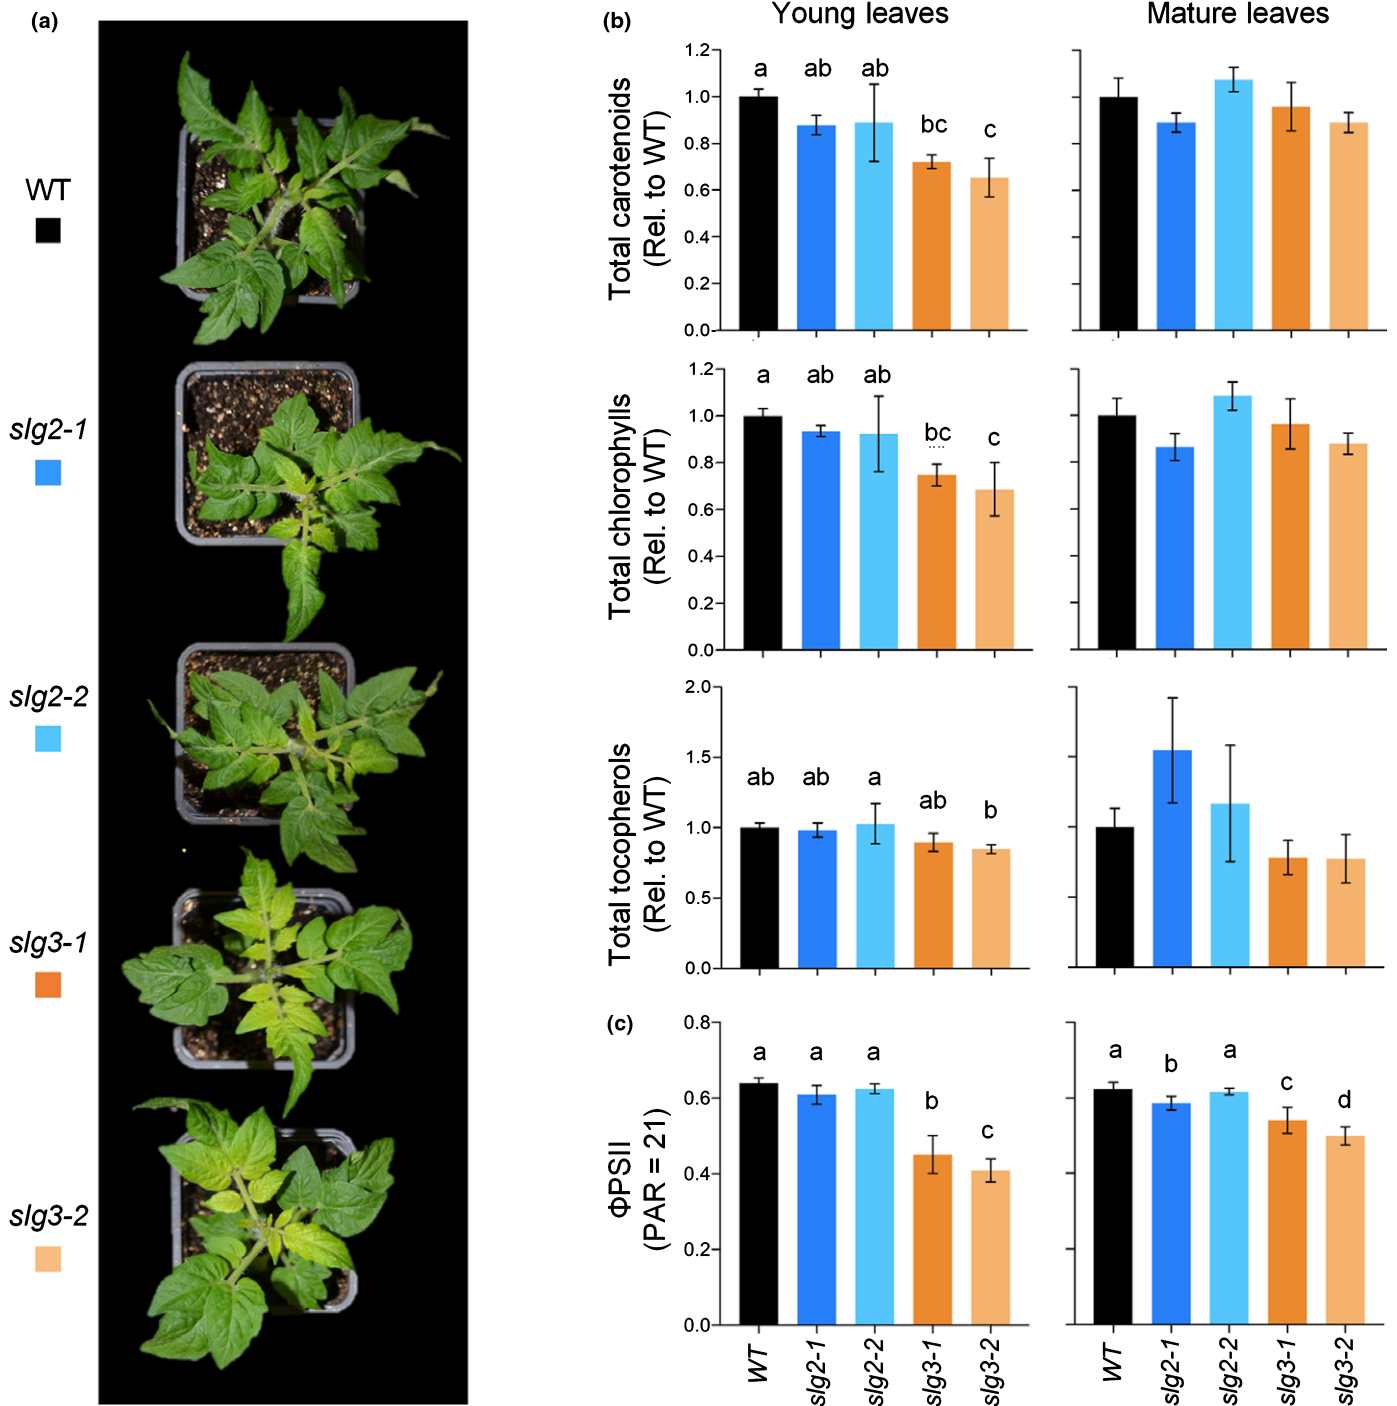 (a)
WT
slg2-1
slg2-2
slg3-1
slg3-2
(b)
Young leaves
Mature leaves
Total carotenoids
(Rel. to WT)
1.2
1.0
0.8
0.6
0.4
0.2
0.0
a
ab
ab
bc
c
Total chlorophylls
(Rel. to WT)
1.2
1.0
0.8
0.6
0.4
0.2
0.0
a
ab
ab
bc
c
Total tocopherols
(Rel. to WT)
2.0
1.5
1.0
0.5
0.0
ab
ab
a
ab
b
(c)
ΦPSII
(PAR = 21)
0.8
0.6
0.4
0.2
0.0
a
a
a
b
c
a
b
a
c
d
WT
slg2-1
slg2-2
slg3-1
slg3-2
WT
slg2-1
slg2-2
slg3-1
slg3-2